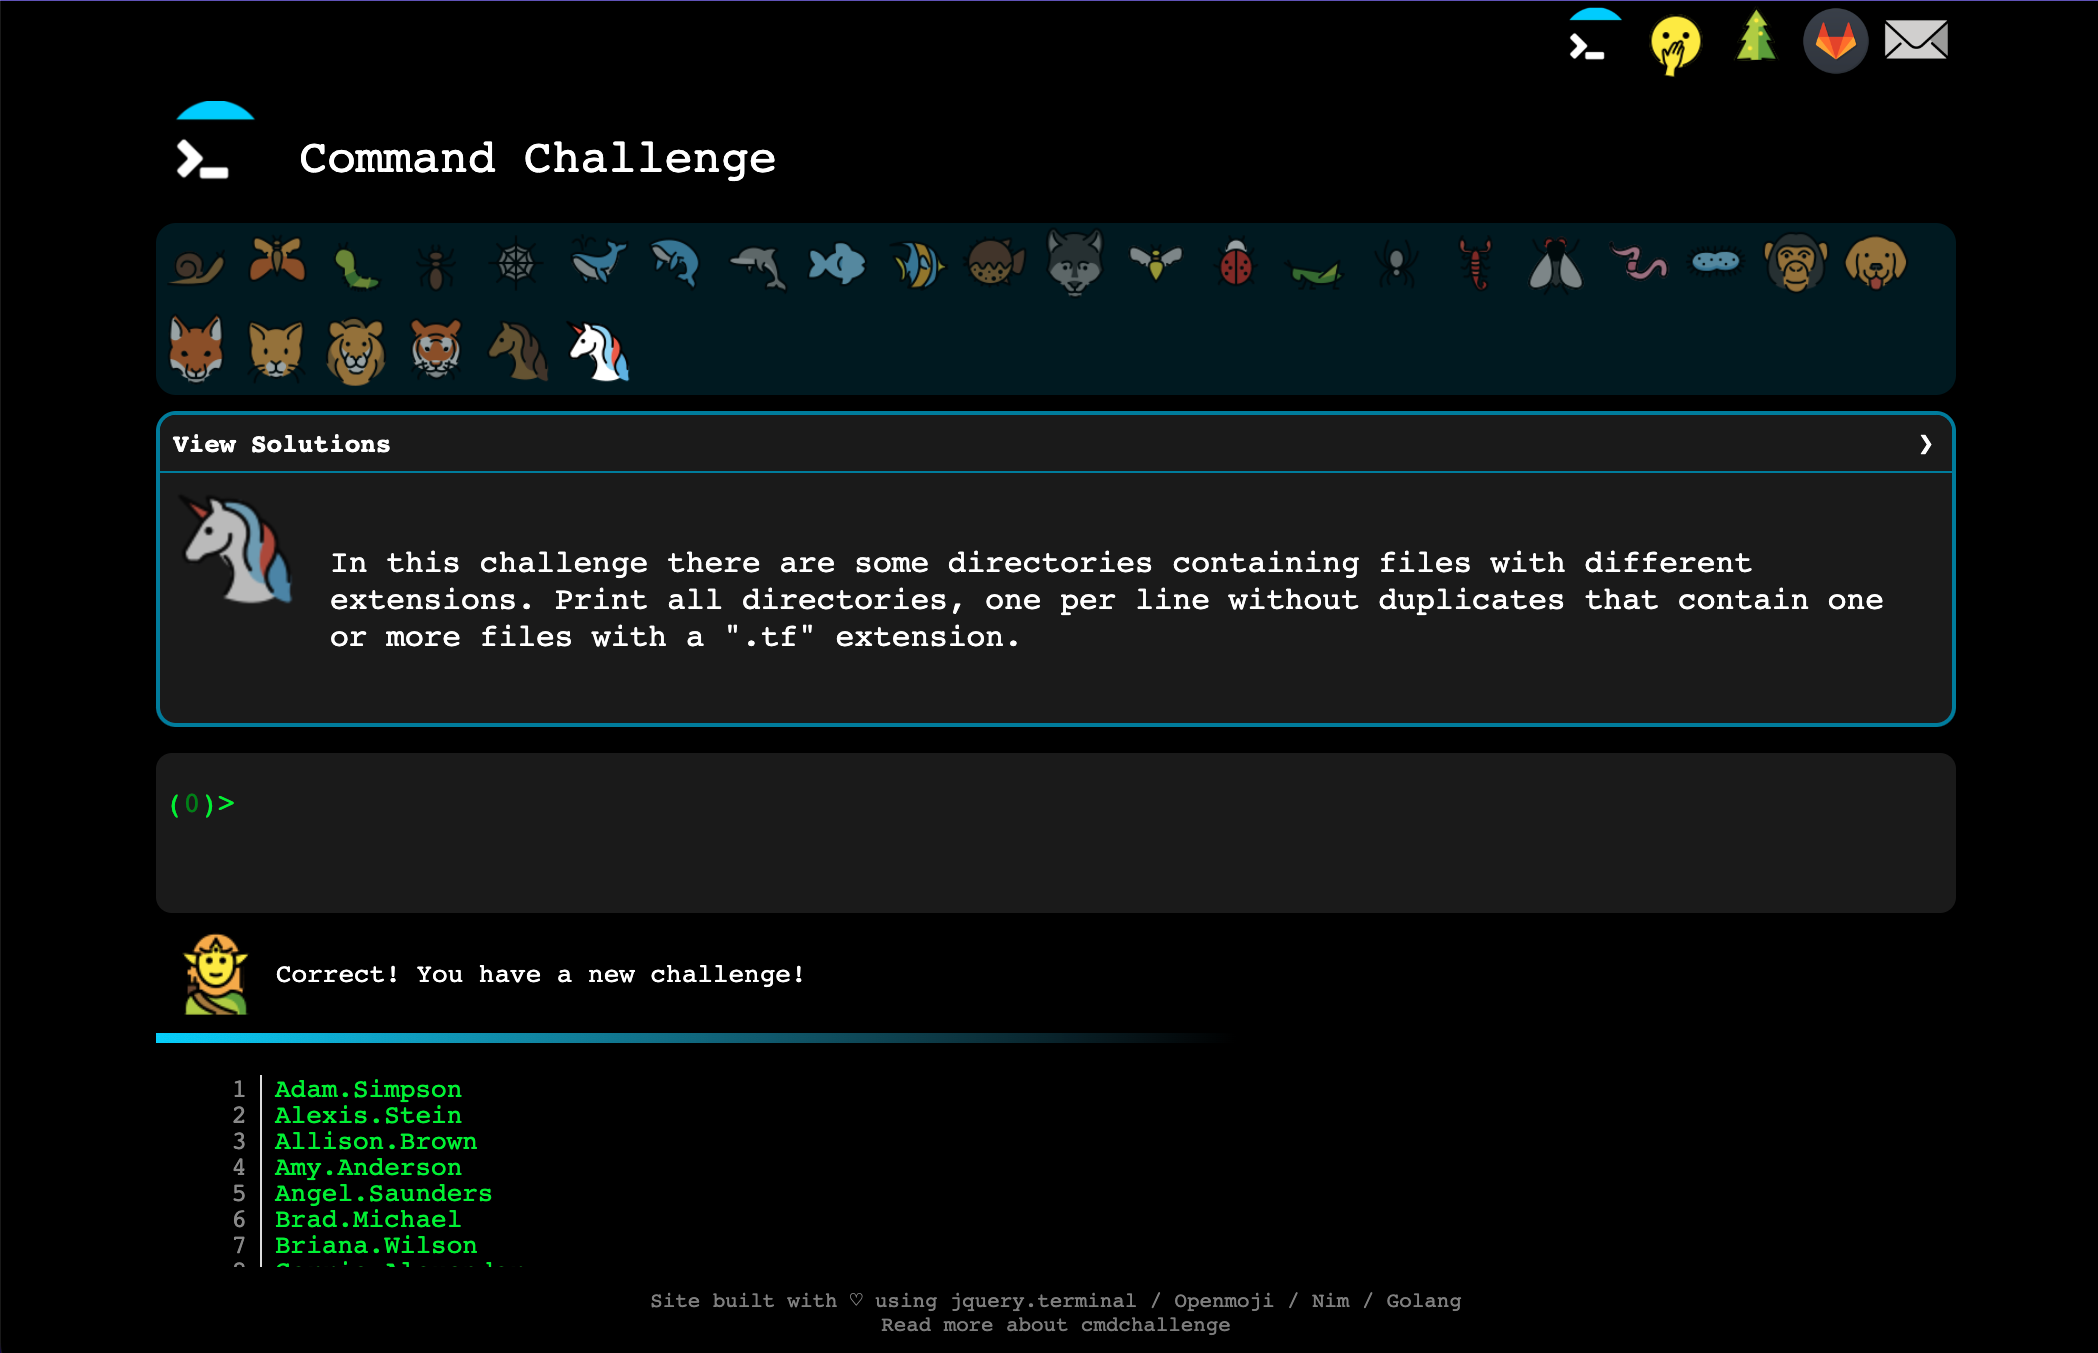 Command Challenge
View Solutions
In this challenge there are some directories containing files with different
extensions. Print all directories, one per line without duplicates that contain one
or more files with a ".tf" extension.
(0)>
Correct! You have a new challenge!
1 Adam.Simpson
2 Alexis.Stein
3 Allison.Brown
4 Amy.Anderson
5 Angel.Saunders
6 Brad.Michael
7 Briana.Wilson
Site built with ♡ using jquery.terminal / Openmoji / Nim / Golang
Read more about cmdchallenge